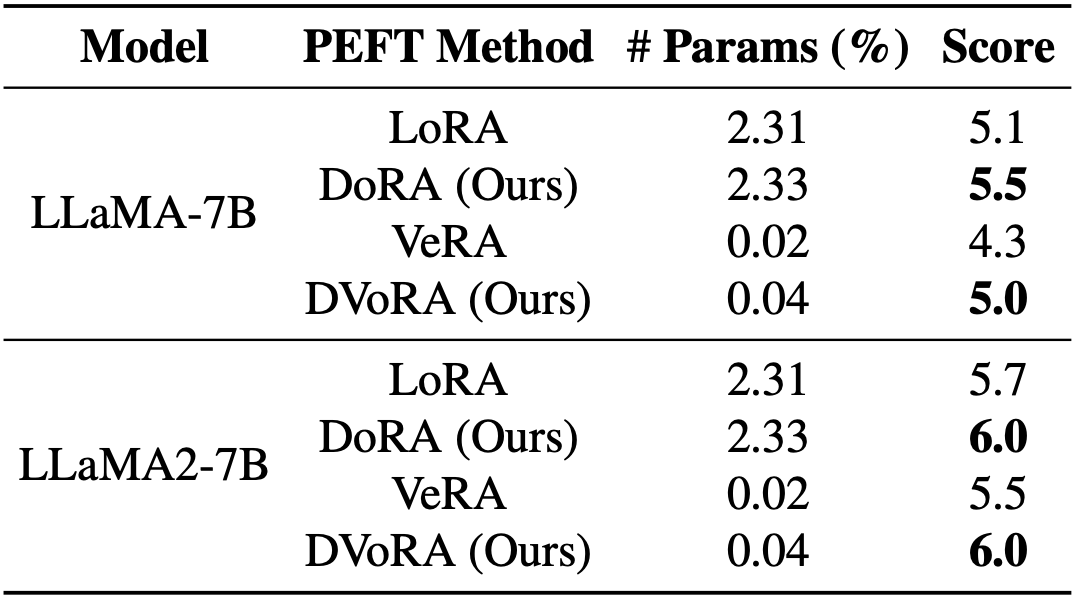 Model PEFT Method # Params (%) Score
LoRA 2.31 5.1
DoRA (Ours) 2.33 5.5
LLaMA-7B
VeRA 0.02 4.3
DVoRA (Ours) 0.04 5.0
LoRA 2.31 5.7
DoRA (Ours) 2.33 6.0
LLaMA2-7B
VeRA 0.02 5.5
DVoRA (Ours) 0.04 6.0